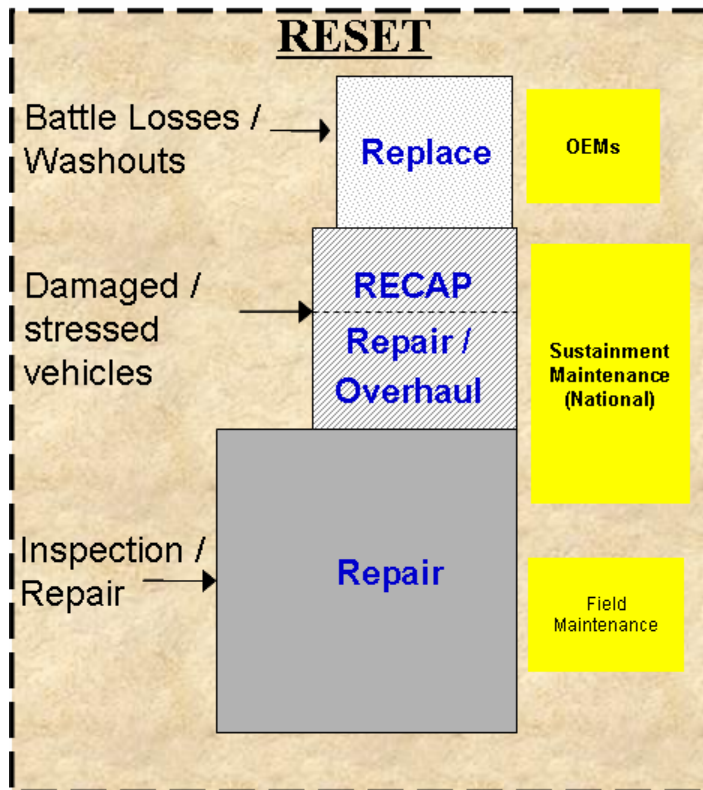 RESET
Battle Losses /
Washouts
Replace
OEMs
Damaged /
stressed
vehicles
RECAP
Repair /
Overhaul
Sustainment
Maintenance
(National)
Inspection /
Repair
Repair
Field
Maintenance